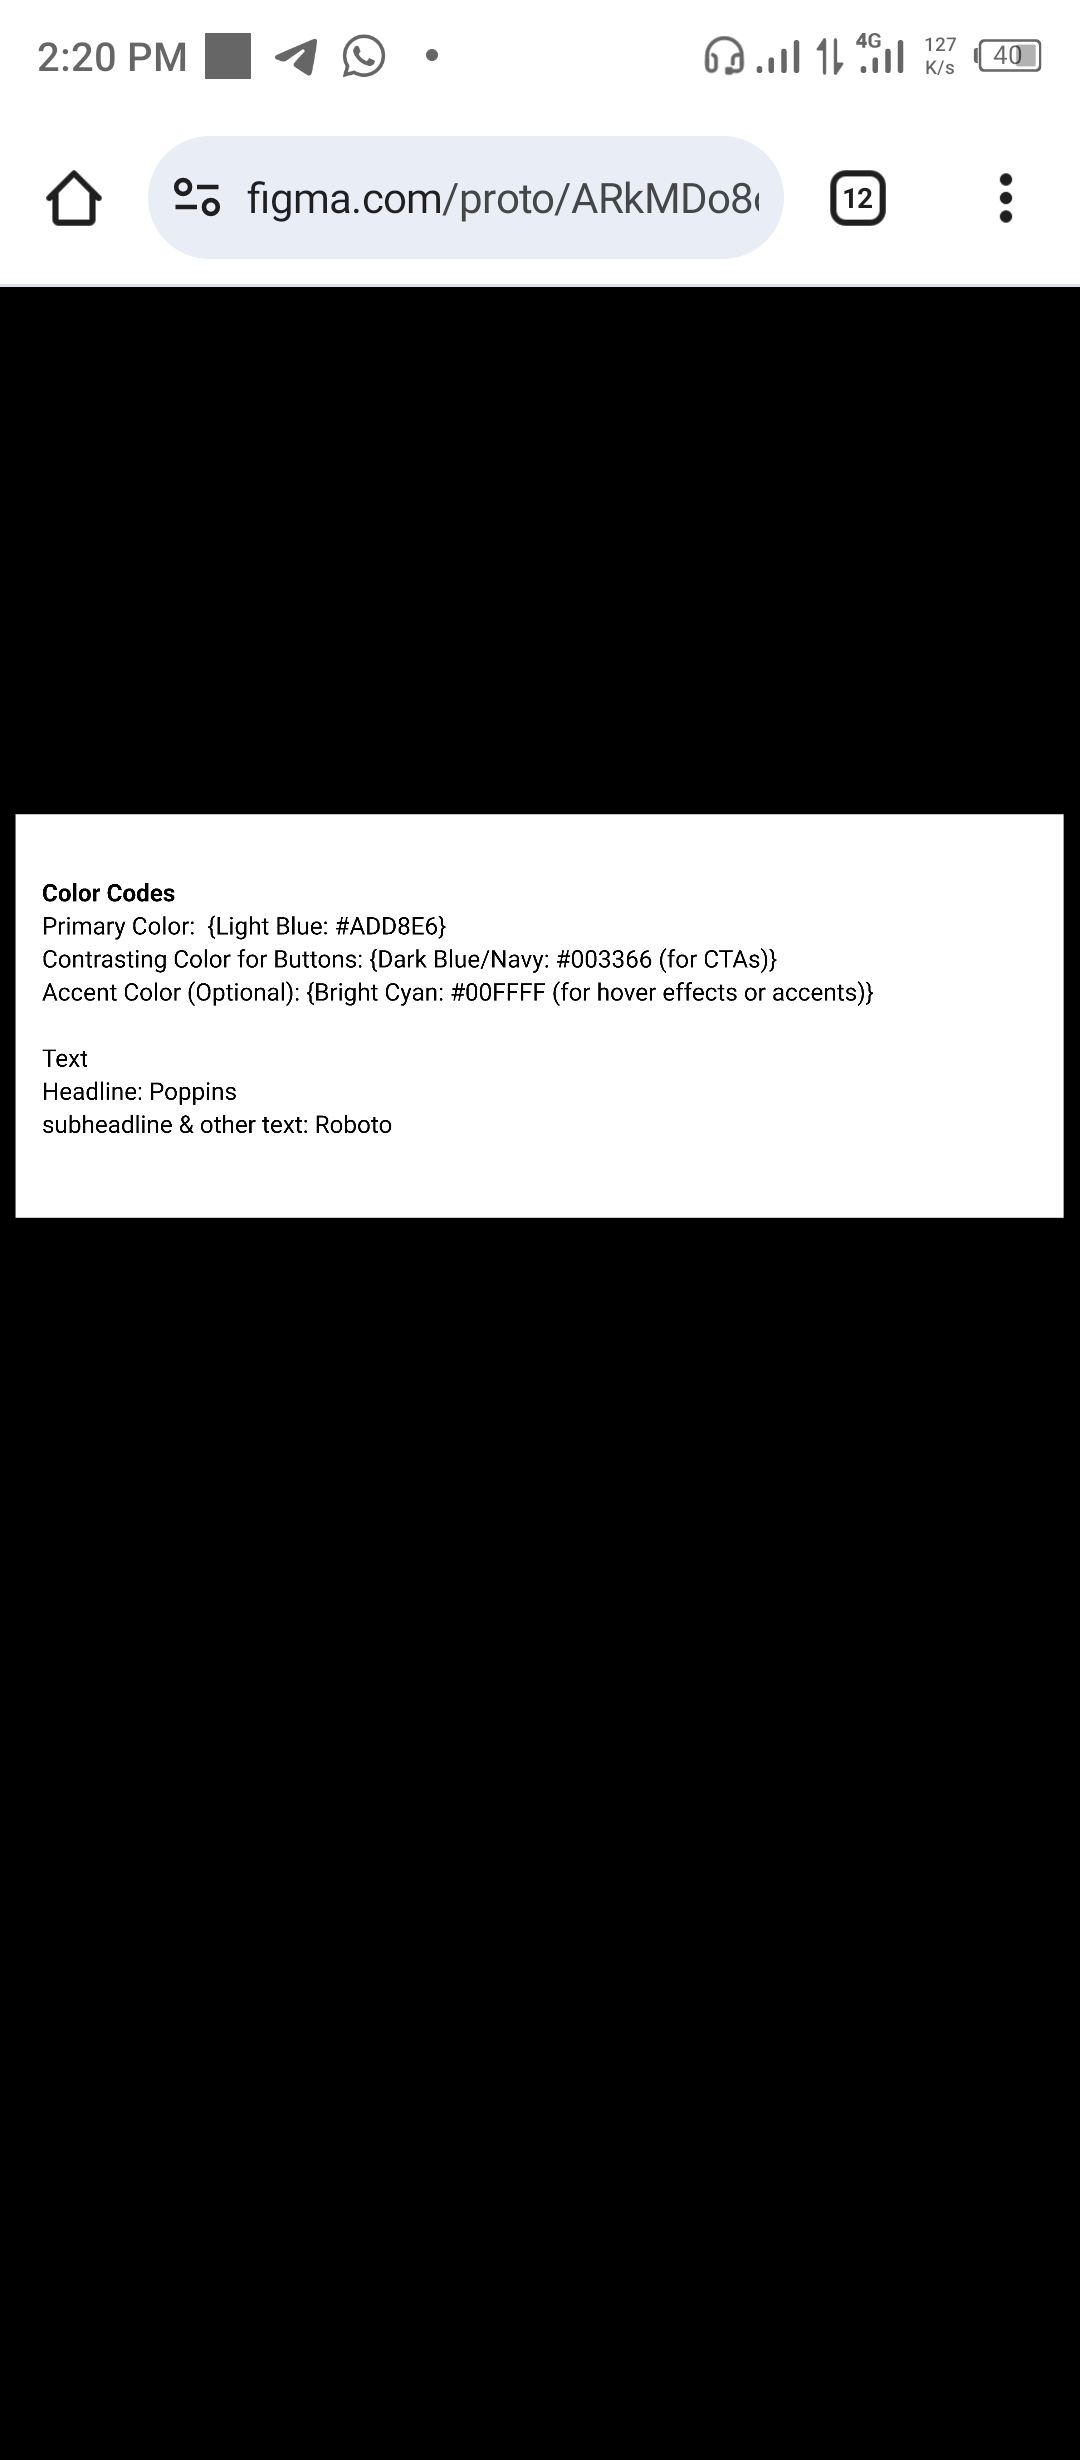 2:20 PM
4G
127
K/s
40
figma.com/proto/ARkMDo8
12
Color Codes
Primary Color:  {Light Blue: #ADD8E6}
Contrasting Color for Buttons: {Dark Blue/Navy: #003366 (for CTAs)}
Accent Color (Optional): {Bright Cyan: #00FFFF (for hover effects or accents)}
Text
Headline: Poppins
subheadline & other text: Roboto